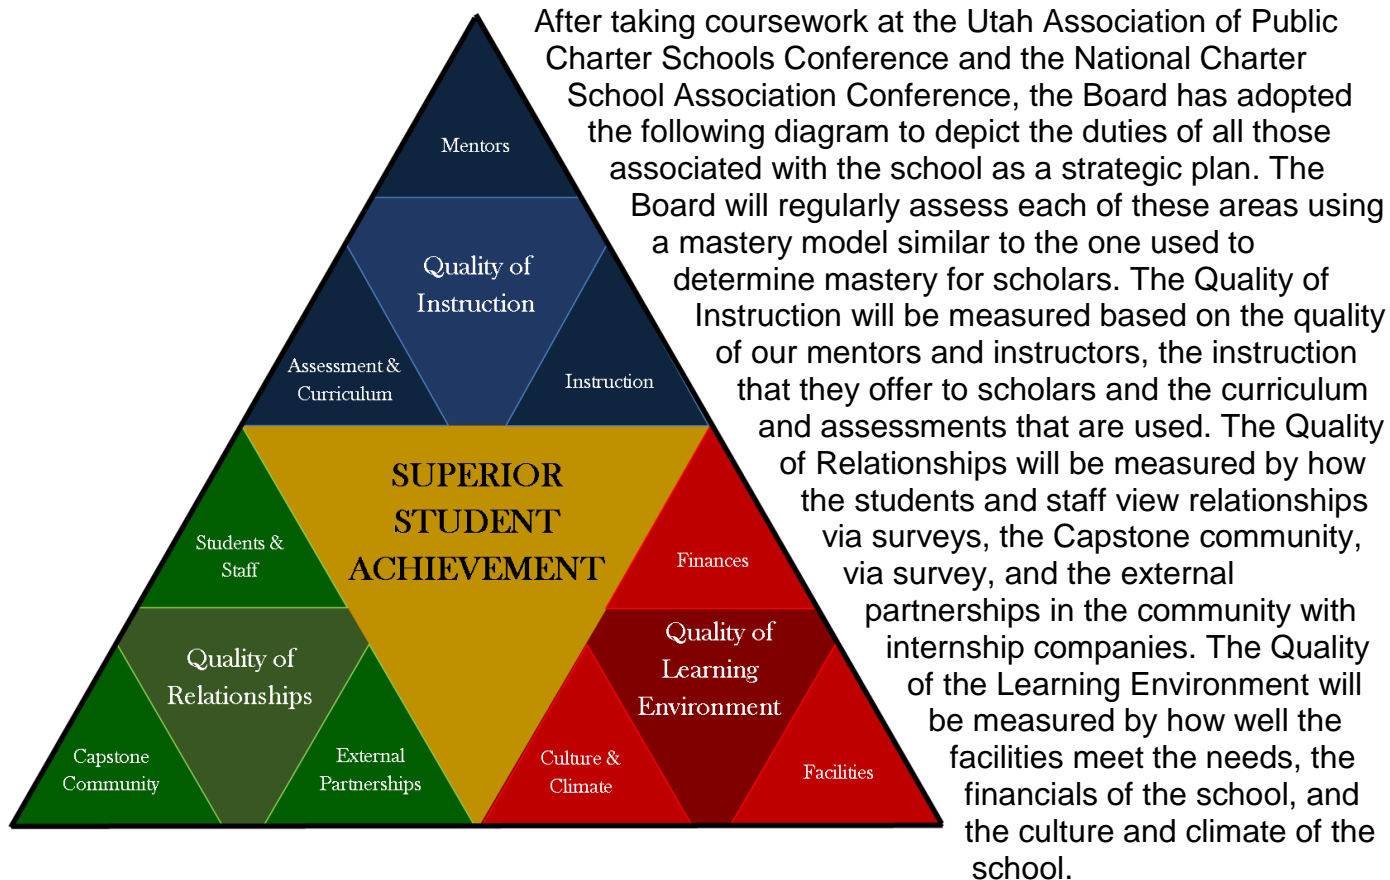 After taking coursework at the Utah Association of Public
Charter Schools Conference and the National Charter
School Association Conference, the Board has adopted
the following diagram to depict the duties of all those
associated with the school as a strategic plan. The
Board will regularly assess each of these areas using
a mastery model similar to the one used to
determine mastery for scholars. The Quality of
Instruction will be measured based on the quality
of our mentors and instructors, the instruction
that they offer to scholars and the curriculum
and assessments that are used. The Quality
of Relationships will be measured by how
the students and staff view relationships
via surveys, the Capstone community,
via survey, and the external
partnerships in the community with
internship companies. The Quality
of the Learning Environment will
be measured by how well the
facilities meet the needs, the
financials of the school, and
the culture and climate of the
school.
Mentors
Quality of
Instruction
Assessment &
Curriculum
Instruction
SUPERIOR
STUDENT
ACHIEVEMENT
Students &
Staff
Quality of
Relationships
Capstone
Community
External
Partnerships
Finances
Quality of
Learning
Environment
Culture &
Climate
Facilities